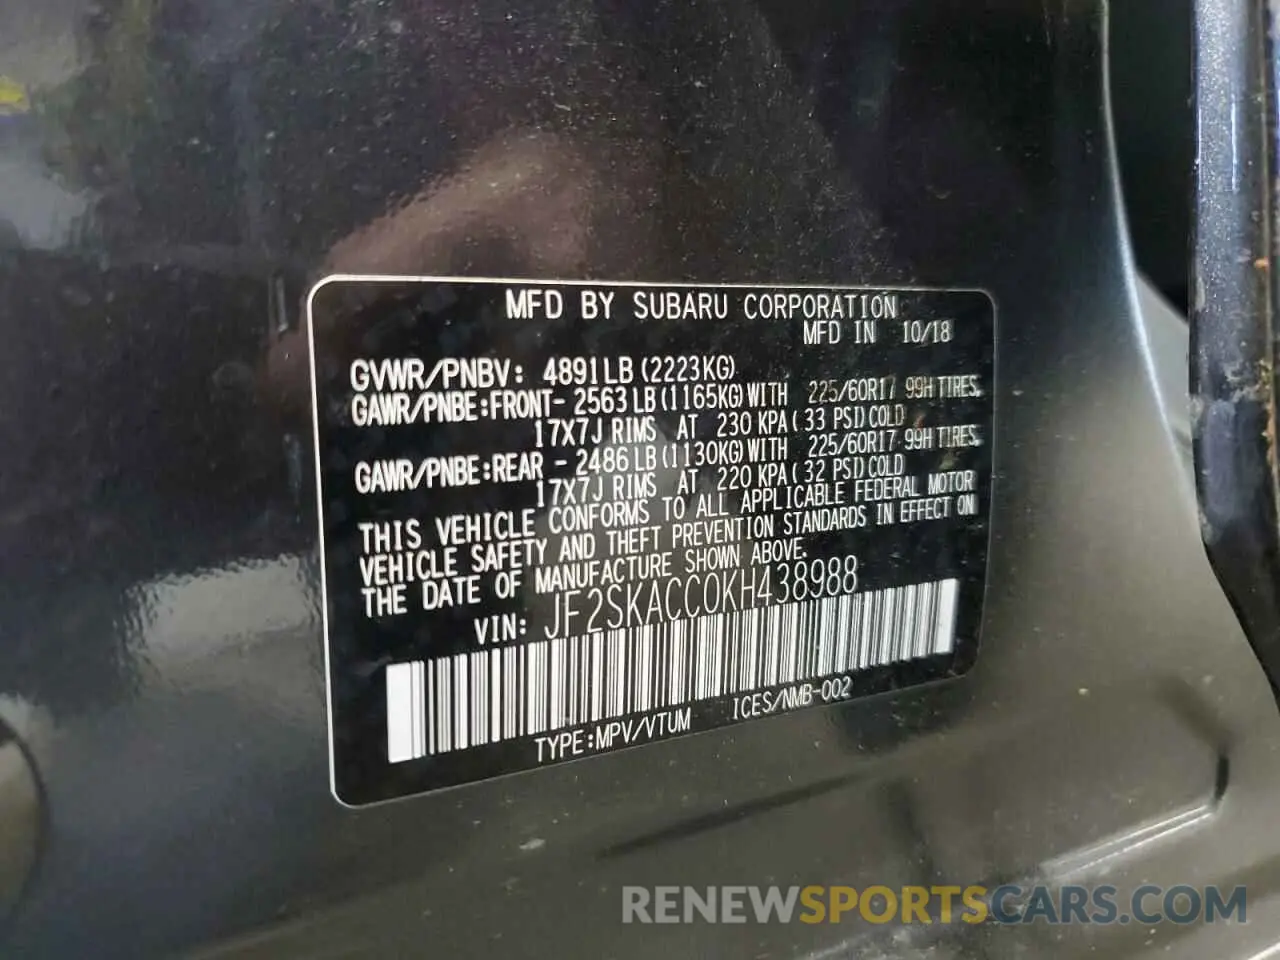 MFD BY SUBARU CORPORATION
MFD IN 10/18
GVWR/PNBV: 4891LB (2223KG)
GAWR/PNBE:FRONT- 2563LB(1165KG)WITH 225/60R17 99H TIRES,
17X7J RIMS AT 230 KPA( 33 PSI)COLD
GAWR/PNBE:REAR - 2486LB(1130KG)WITH 225/60R17 99H TIRES,
17X7J RIMS AT 220 KPA( 32 PSI)COLD
THIS VEHICLE CONFORMS TO ALL APPLICABLE FEDERAL MOTOR
VEHICLE SAFETY AND THEFT PREVENTION STANDARDS IN EFFECT ON
THE DATE OF MANUFACTURE SHOWN ABOVE.
VIN: JF2SKACC0KH438988
TYPE:MPV/VTUM ICES/NMB-002
RENEWSPORTSCARS.COM